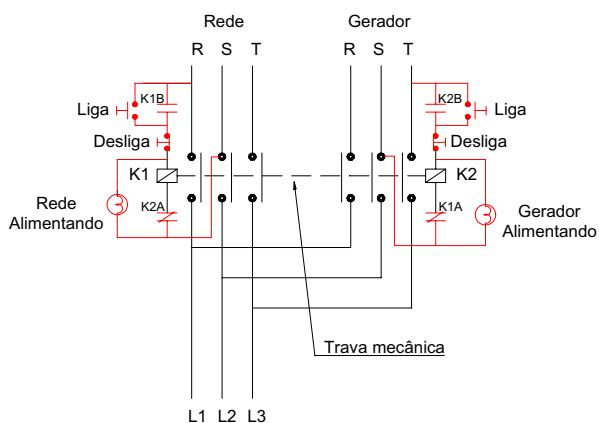 Rede
Gerador
R S T
R S T
K1B
K2B
Liga
Liga
Desliga
Desliga
K1
K2
K2A
K1A
Rede
Alimentando
Gerador
Alimentando
Trava mecânica
L1 L2 L3